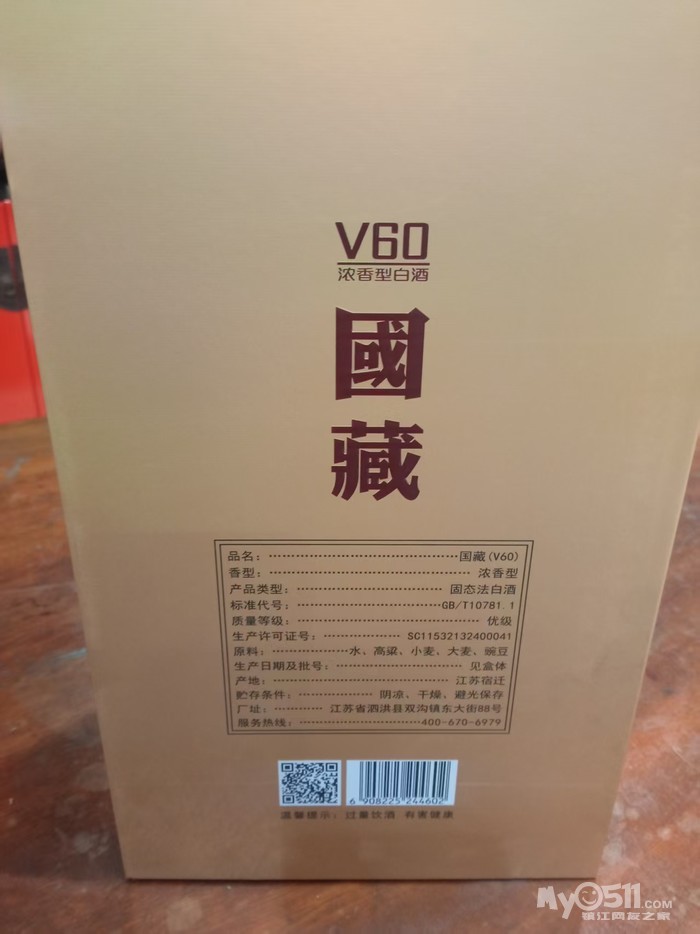 V60
浓香型白酒
國
藏
品名：国藏(V60)
香型：浓香型
产品类型：固态法白酒
标准代号：GB/T10781.1
质量等级：优级
生产许可证号：SC11532132400041
原料：水、高粱、小麦、大麦、豌豆
生产日期及批号：见盒体
产地：江苏宿迁
贮存条件：阴凉、干燥、避光保存
厂址：江苏省泗洪县双沟镇东大街88号
服务热线：400-670-6979
6 908225 244602
温馨提示：过量饮酒 有害健康
My0511.COM
镇江网友之家